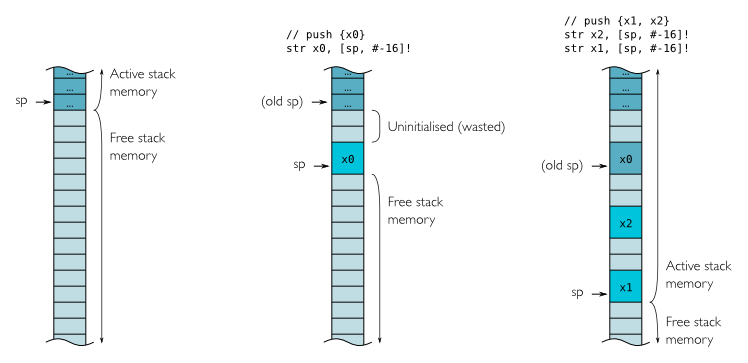 ...
...
...
Active stack
memory
sp
Free stack
memory
// push {x0}
str x0, [sp, #-16]!
...
...
...
(old sp)
Uninitialised (wasted)
sp
x0
Free stack
memory
// push {x1, x2}
str x2, [sp, #-16]!
str x1, [sp, #-16]!
...
...
...
(old sp)
x0
x2
sp
x1
Active stack
memory
Free stack
memory